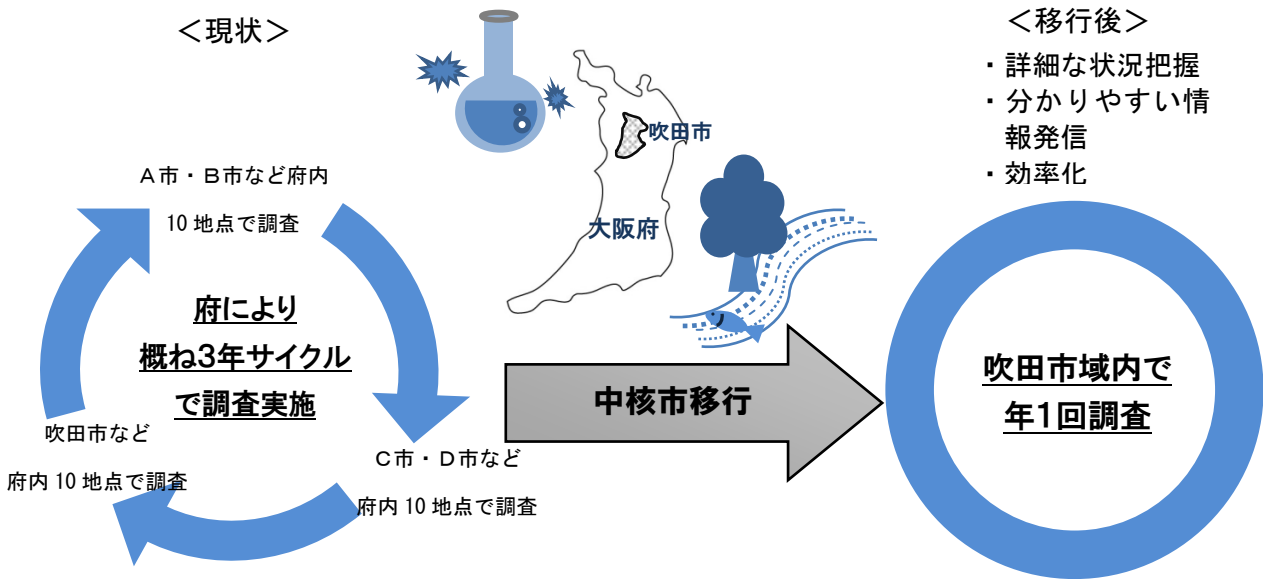 ＜現状＞
A市・B市など府内
10 地点で調査
府により
概ね3年サイクル
で調査実施
吹田市など
府内 10 地点で調査
C市・D市など
府内 10 地点で調査
吹田市
大阪府
中核市移行
＜移行後＞
・詳細な状況把握
・分かりやすい情
報発信
・効率化
吹田市域内で
年1回調査